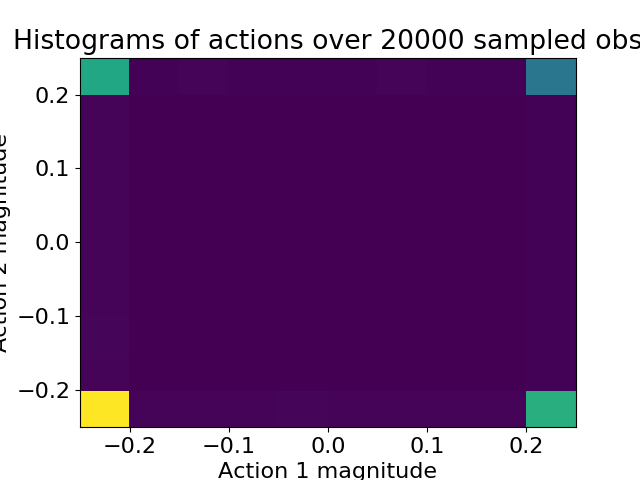 Histograms of actions over 20000 sampled obs
0.2
0.1
0.0
−0.1
−0.2
Action 2 magnitude
−0.2 −0.1 0.0 0.1 0.2
Action 1 magnitude